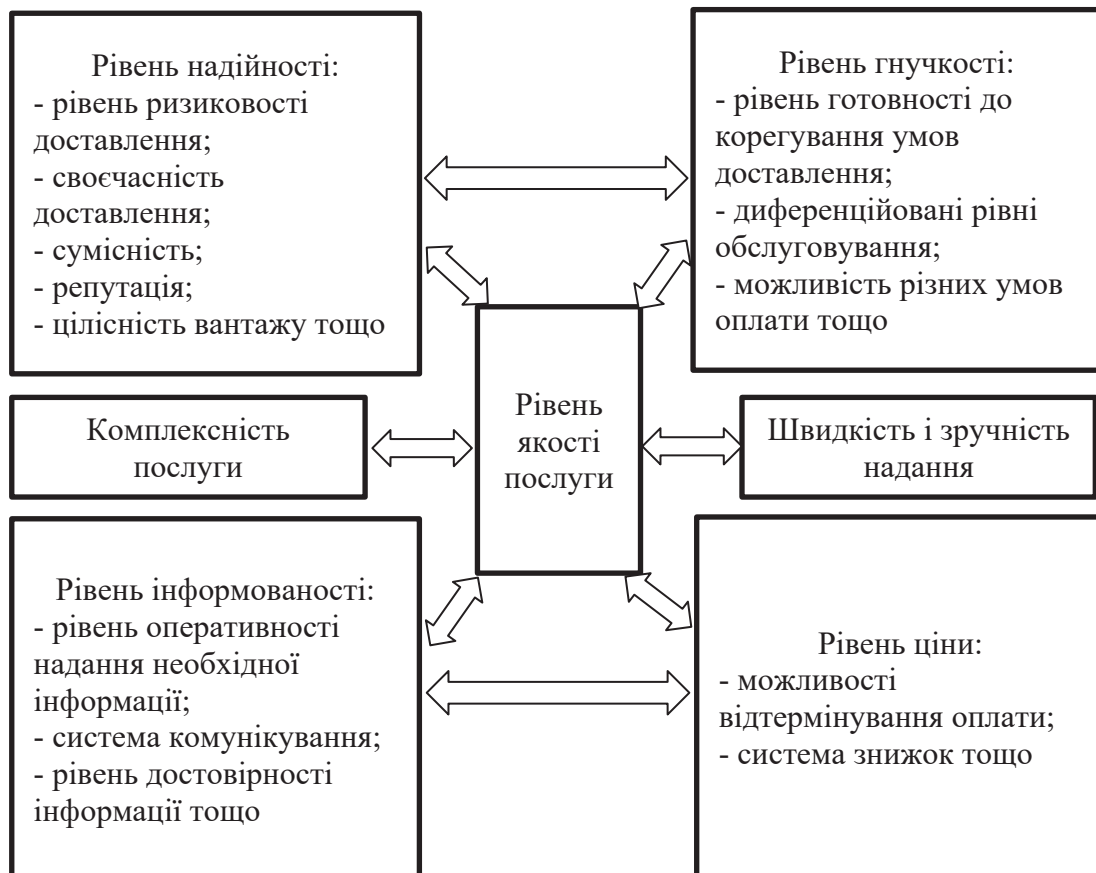 Рівень надійності:
- рівень ризиковості
доставлення;
- своєчасність
доставлення;
- сумісність;
- репутація;
- цілісність вантажу тощо
Рівень гнучкості:
- рівень готовності до
корегування умов
доставлення;
- диференційовані рівні
обслуговування;
- можливість різних умов
оплати тощо
Комплексність
послуги
Рівень
якості
послуги
Швидкість і зручність
надання
Рівень інформованості:
- рівень оперативності
надання необхідної
інформації;
- система комунікування;
- рівень достовірності
інформації тощо
Рівень ціни:
- можливості
відтермінування оплати;
- система знижок тощо